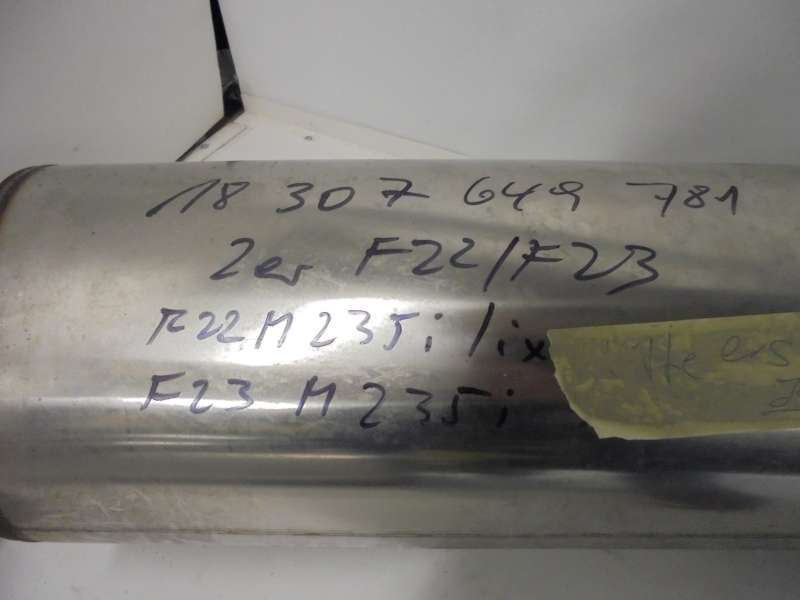 18 307 649 781
2er F22/F23
F22 M235i/ix
F23 M235i